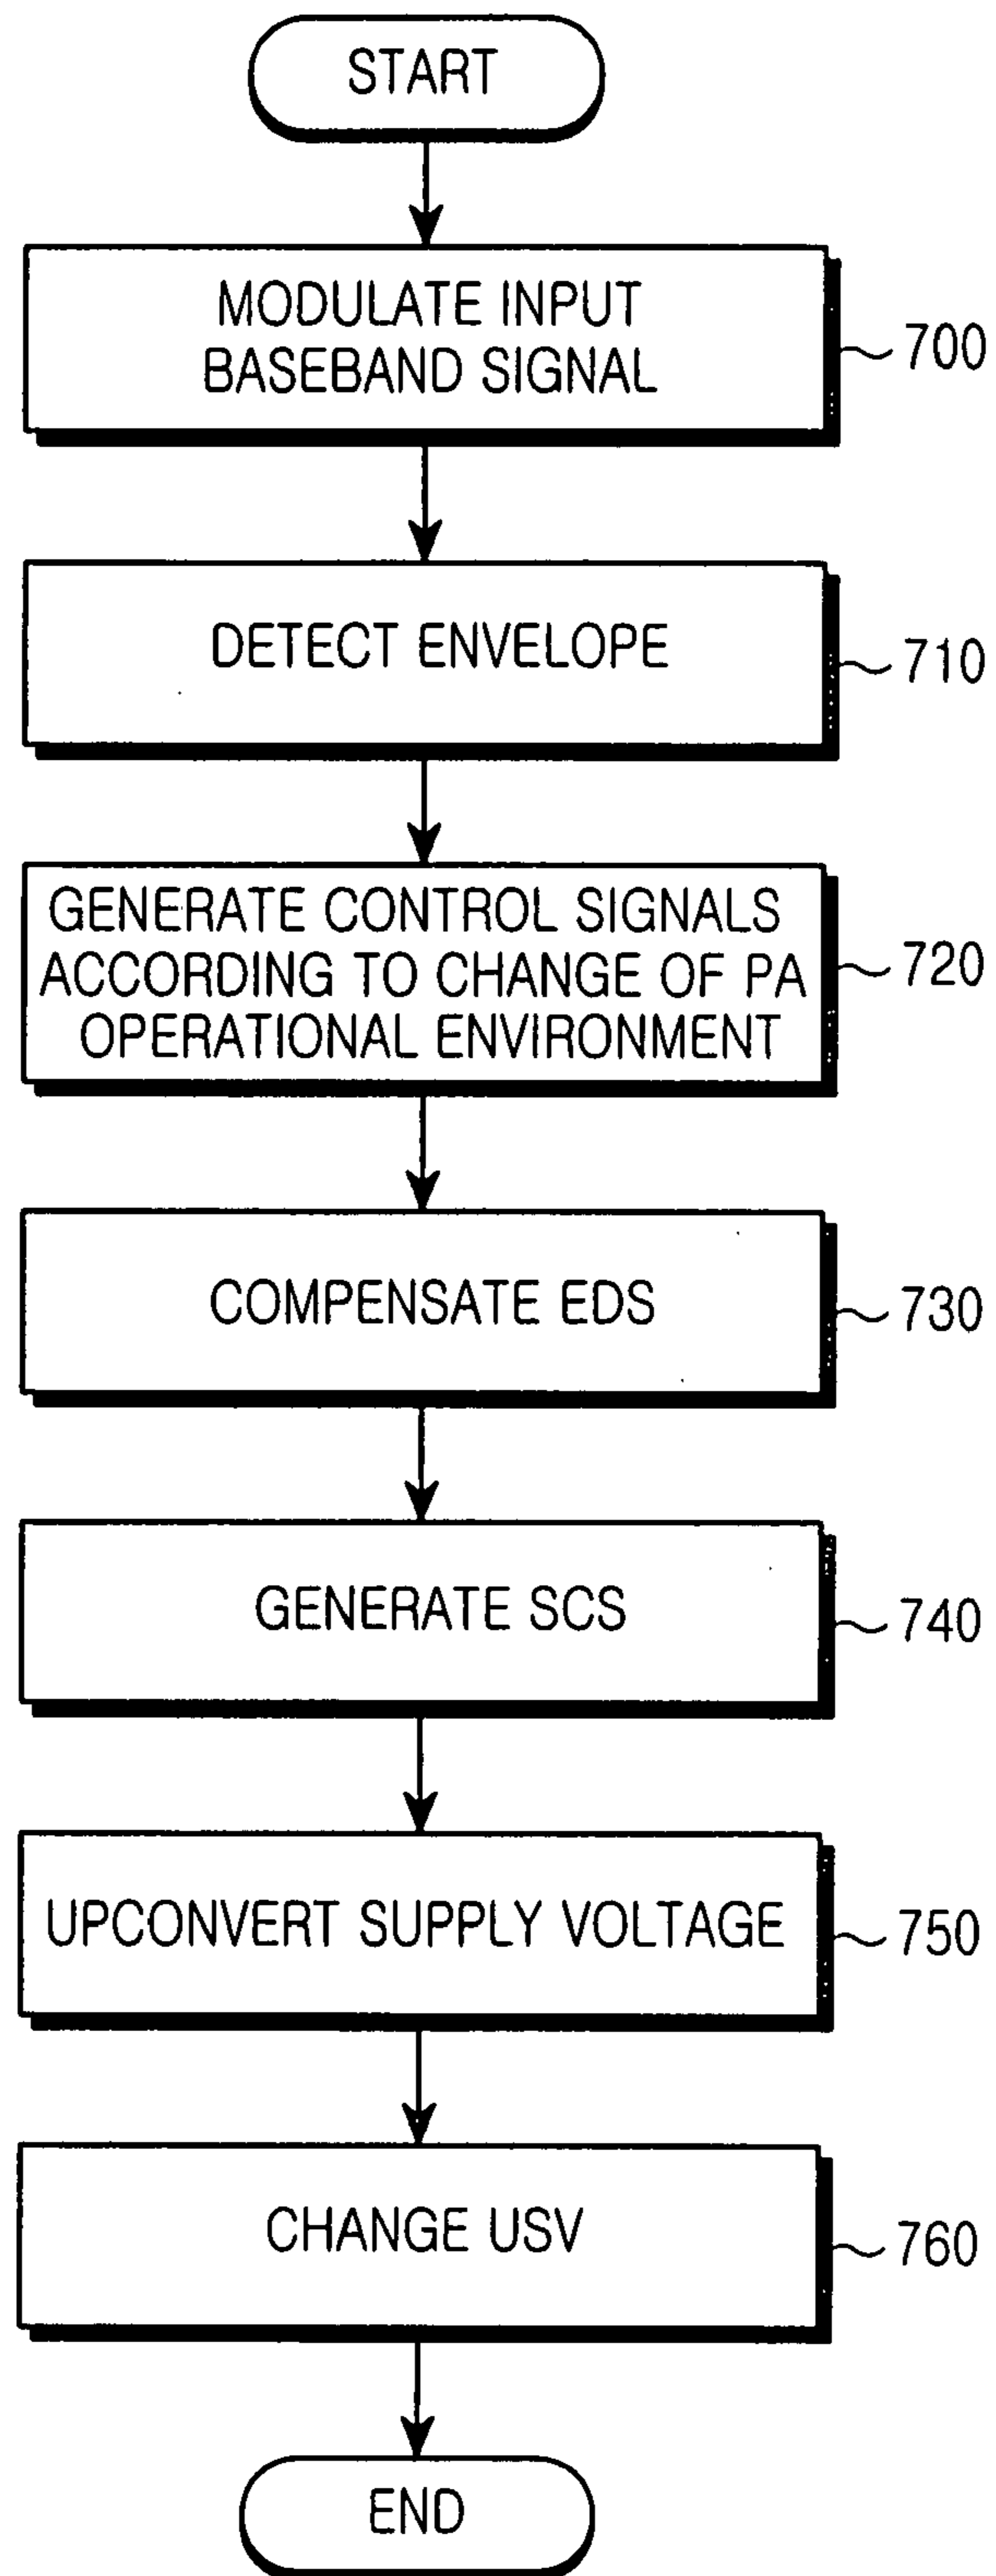 START
MODULATE INPUT
BASEBAND SIGNAL
700
DETECT ENVELOPE
710
GENERATE CONTROL SIGNALS
ACCORDING TO CHANGE OF PA
OPERATIONAL ENVIRONMENT
720
COMPENSATE EDS
730
GENERATE SCS
740
UPCONVERT SUPPLY VOLTAGE
750
CHANGE USV
760
END